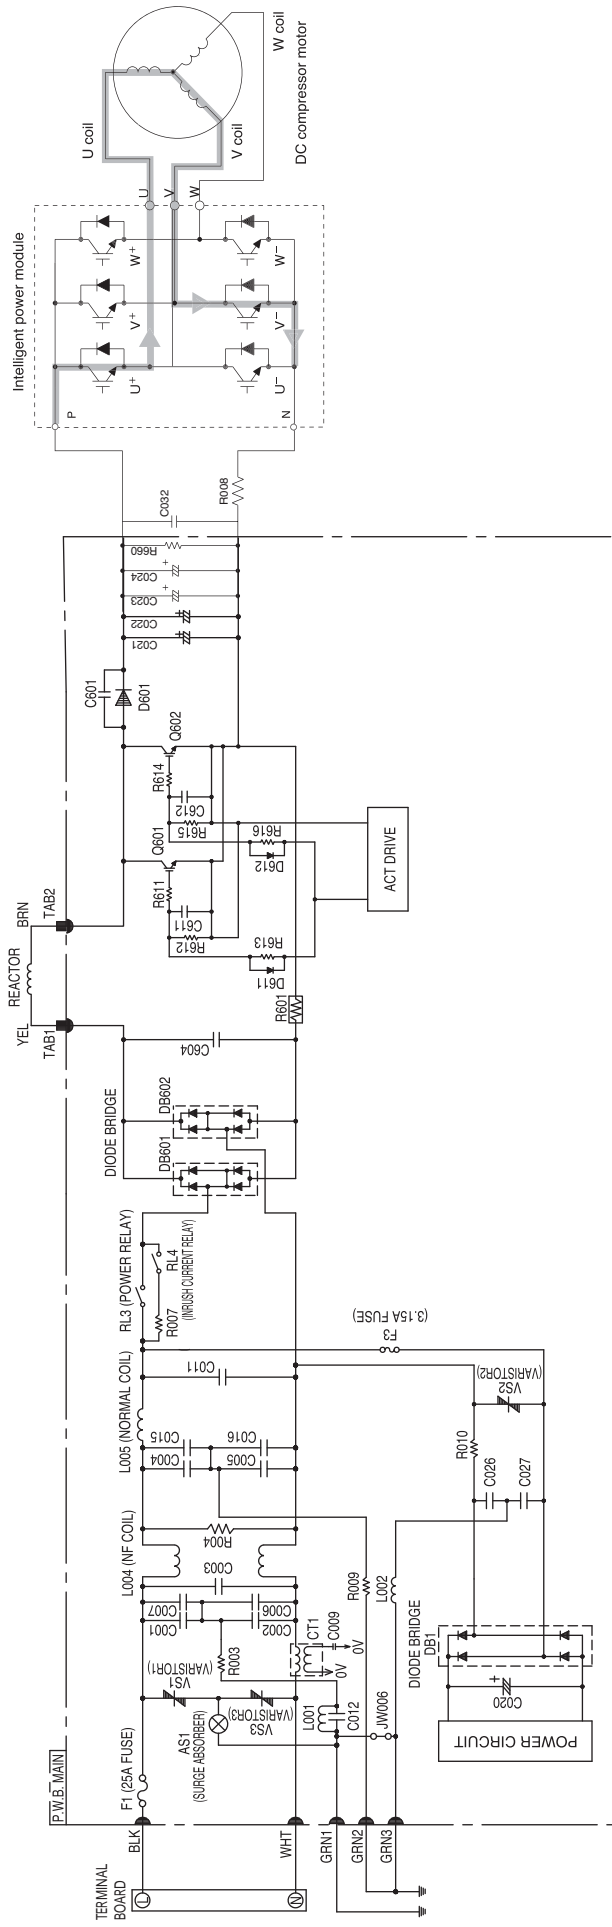 W coil
U coil
V coil
DC compressor motor
Intelligent power module
U
V
W
W+
V+
U+
W−
V−
U−
P
N
C032
R008
R660
C024
+
C023
+
C022
+
C021
+
C601
D601
Q602
R614
C612
R615
R616
D612
Q601
R611
C611
R612
R613
D611
R601
ACT DRIVE
BRN
TAB2
REACTOR
YEL
TAB1
C604
DIODE BRIDGE
DB602
DB601
RL3 (POWER RELAY)
RL4
(INRUSH CURRENT RELAY)
R007
F3
(3.15A FUSE)
L005 (NORMAL COIL)
C011
C015
C016
C004
C005
VS2
(VARISTOR2)
R010
C026
C027
L004 (NF COIL)
R004
C003
C007
C006
C001
C002
R009
L002
CT1
C009
0V
0V
R003
VS1
(VARISTOR1)
VS3
(VARISTOR3)
AS1
(SURGE ABSORBER)
L001
C012
JW006
DIODE BRIDGE
DB1
C020
+
POWER CIRCUIT
P.W.B. MAIN
F1 (25A FUSE)
BLK
WHT
GRN1
GRN2
GRN3
TERMINAL
BOARD
L
N